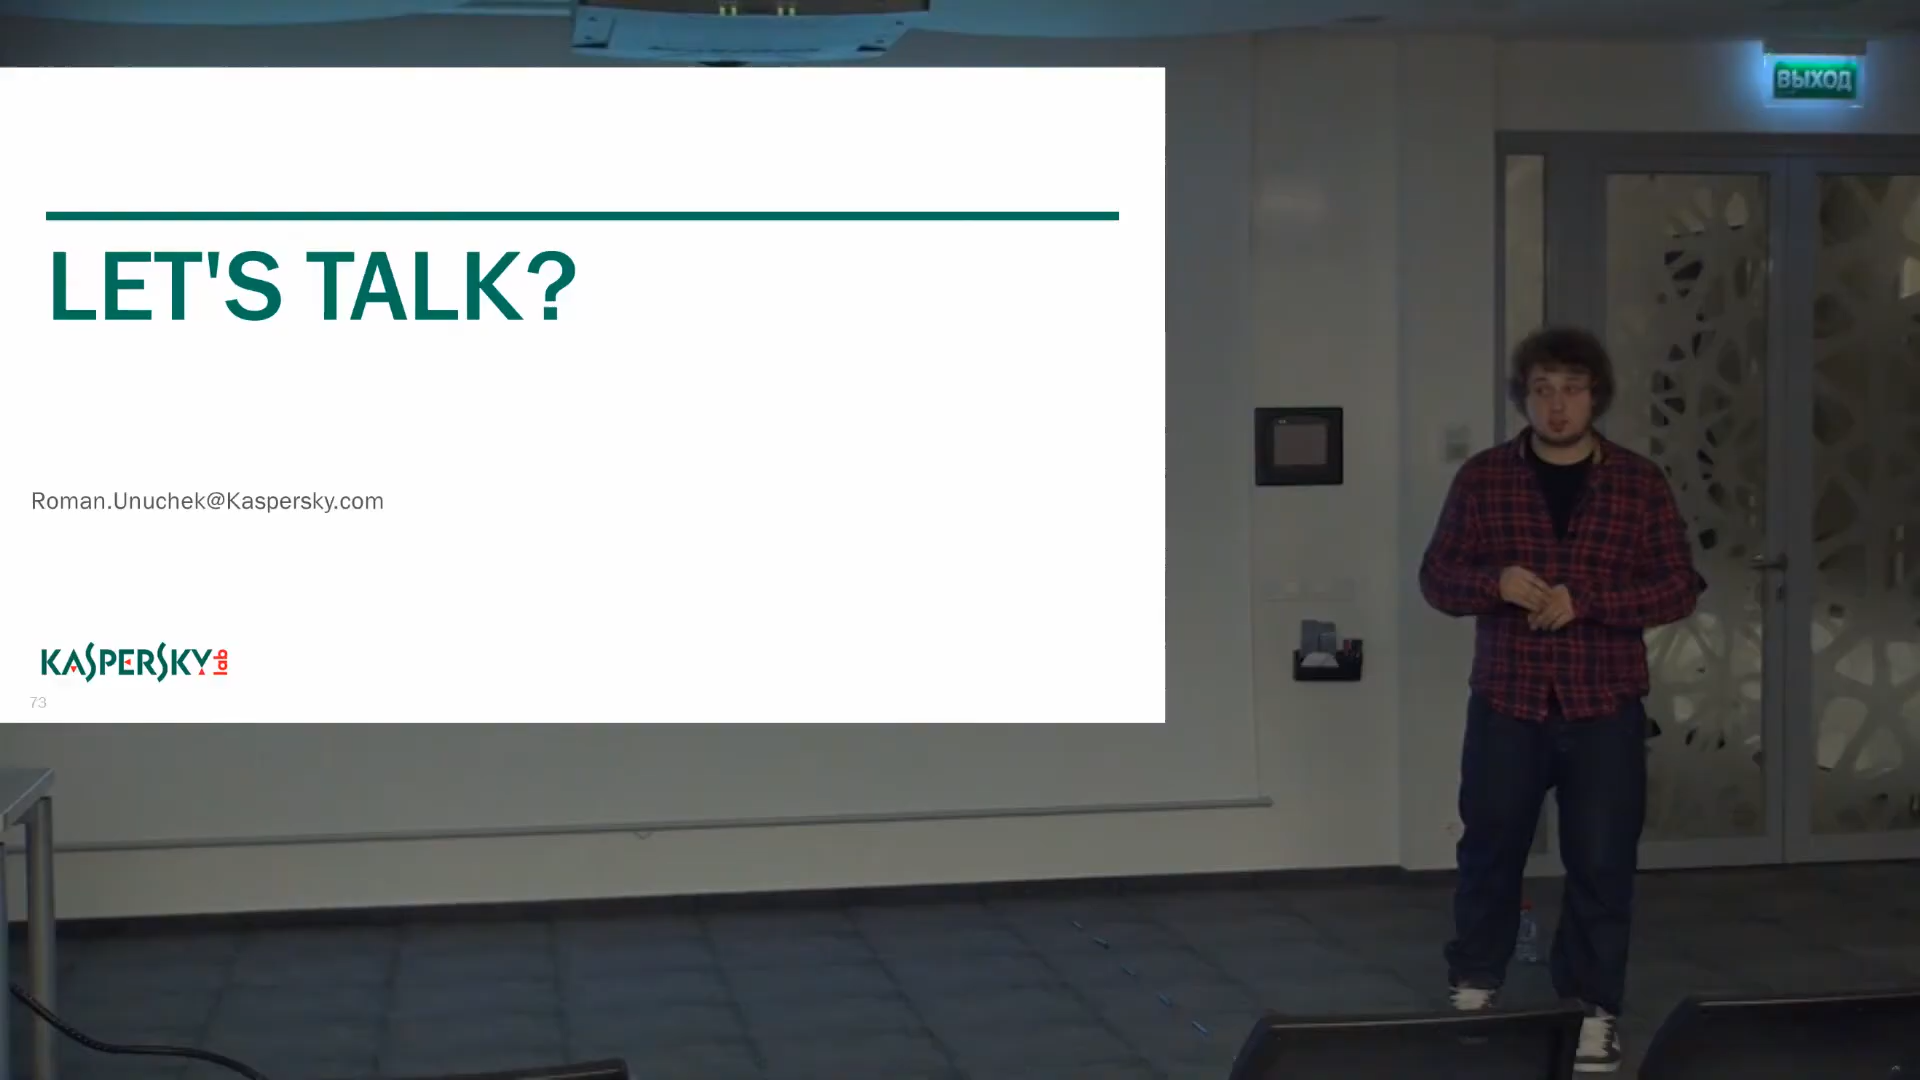 ВЫХОД
LET'S TALK?
Roman.Unuchek@Kaspersky.com
KASPERSKY lab
73